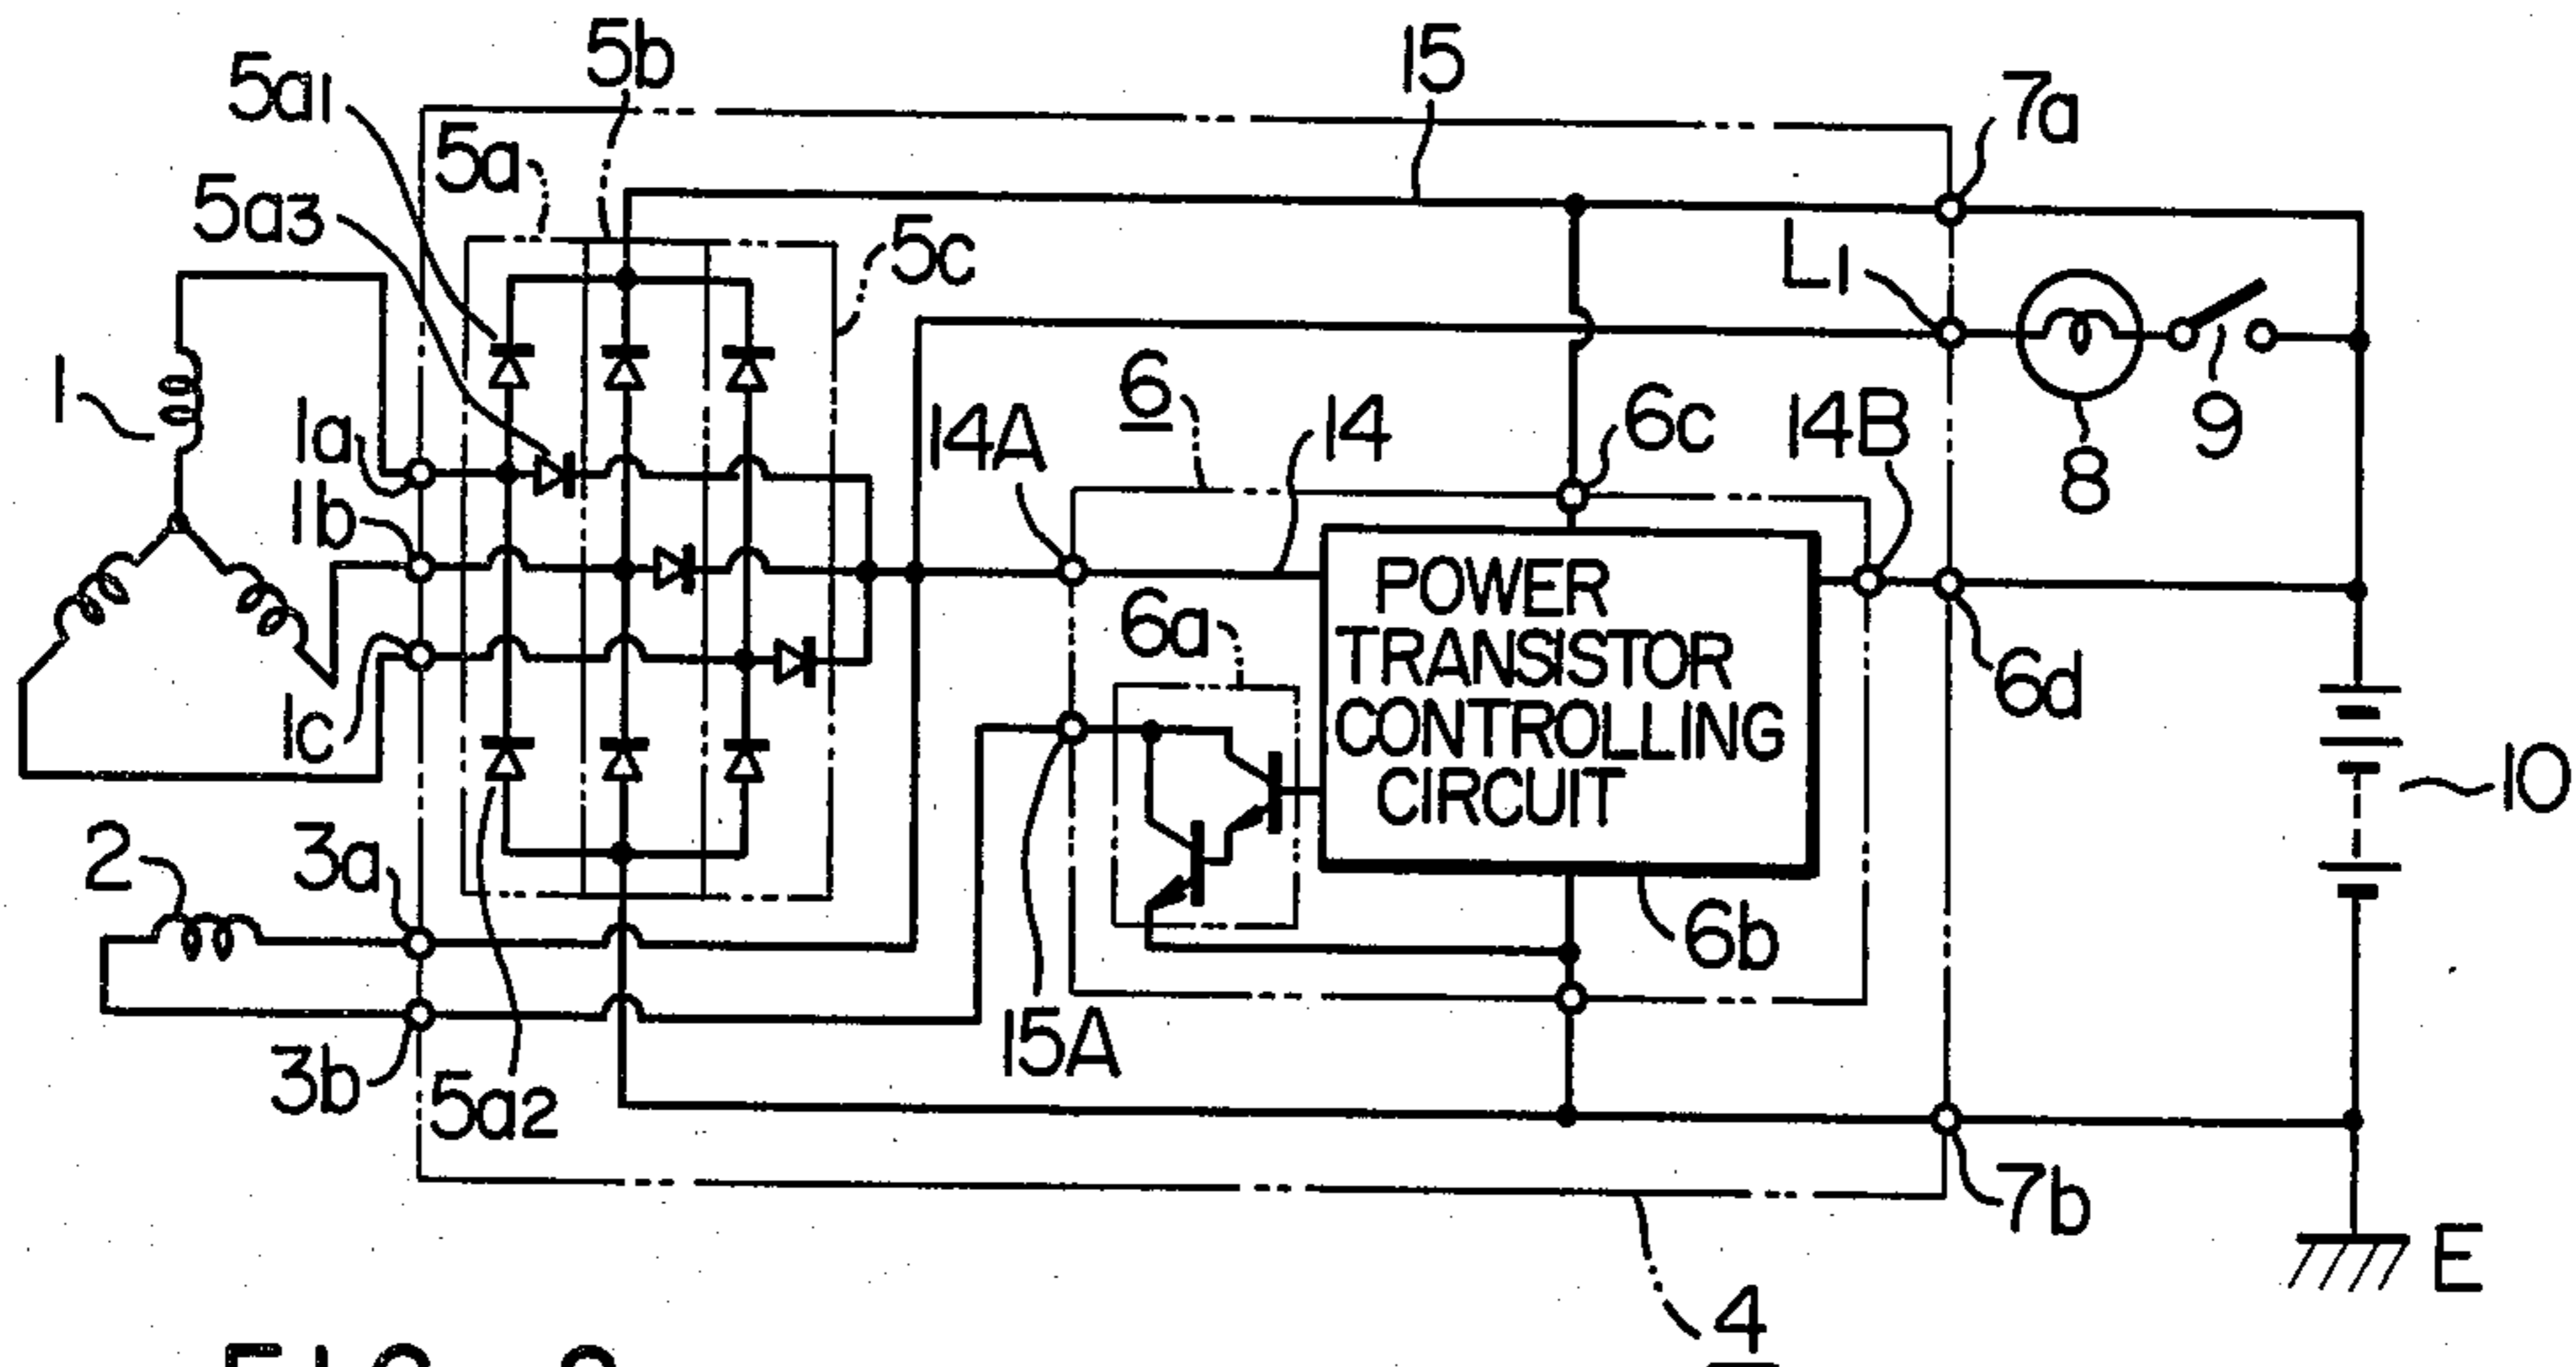 5b
15
5a1
7a
5a
5a3
5c
L1
1
6
14A
14
6c
14B
8
9
1a
1b
POWER
TRANSISTOR
CONTROLLING
CIRCUIT
6a
6d
1c
10
2
3a
6b
15A
3b
5a2
7b
E
4